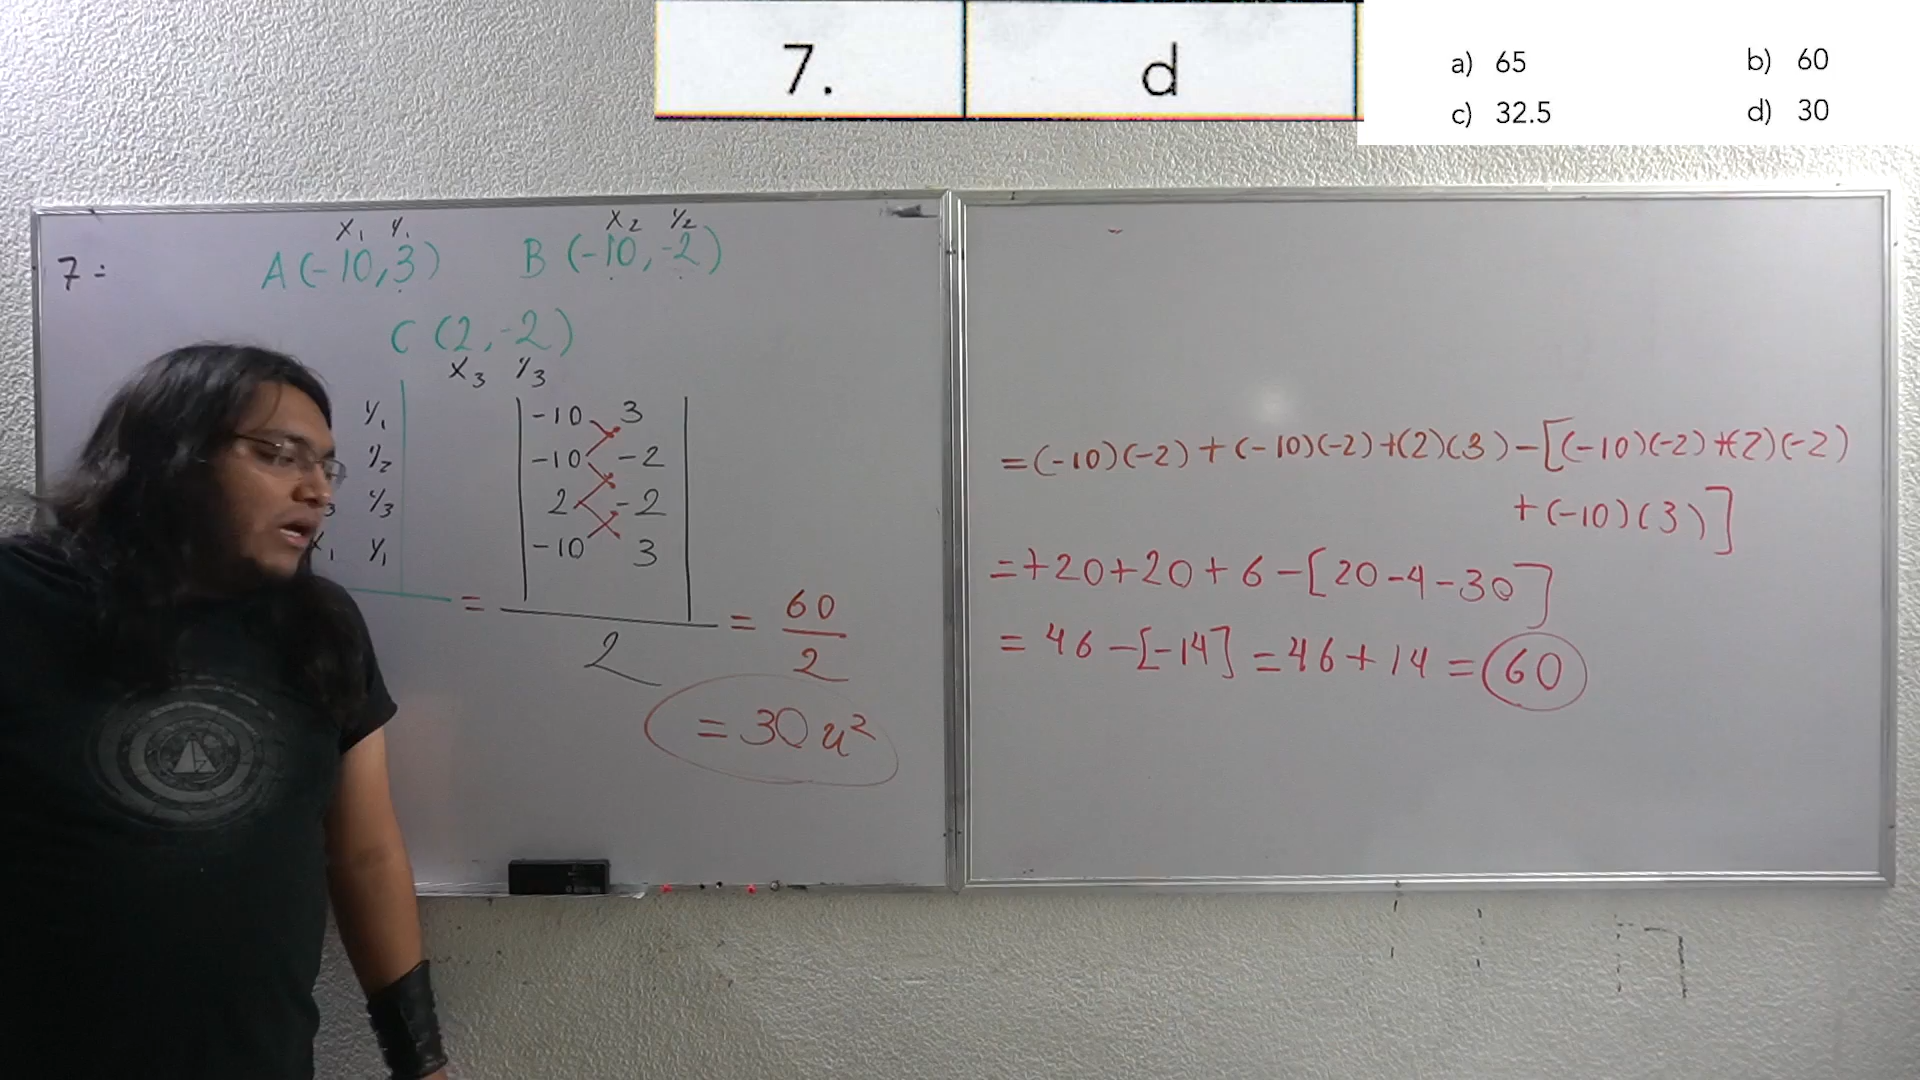 7. d
a) 65 b) 60
c) 32.5 d) 30
7:
x₁ y₁ x₂ y₂
A(-10,3) B(-10,-2)
C(2,-2)
x₃ y₃
y₁
y₂
₃ y₃
x₁ y₁
-10 3
-10 -2
2 -2
-10 3
= 2 = 60/2
= 30 u²
=(-10)(-2)+(-10)(-2)+(2)(3)-[(-10)(-2)+(2)(-2)
+(-10)(3)]
=+20+20+6-[20-4-30]
= 46-[-14]=46+14=60